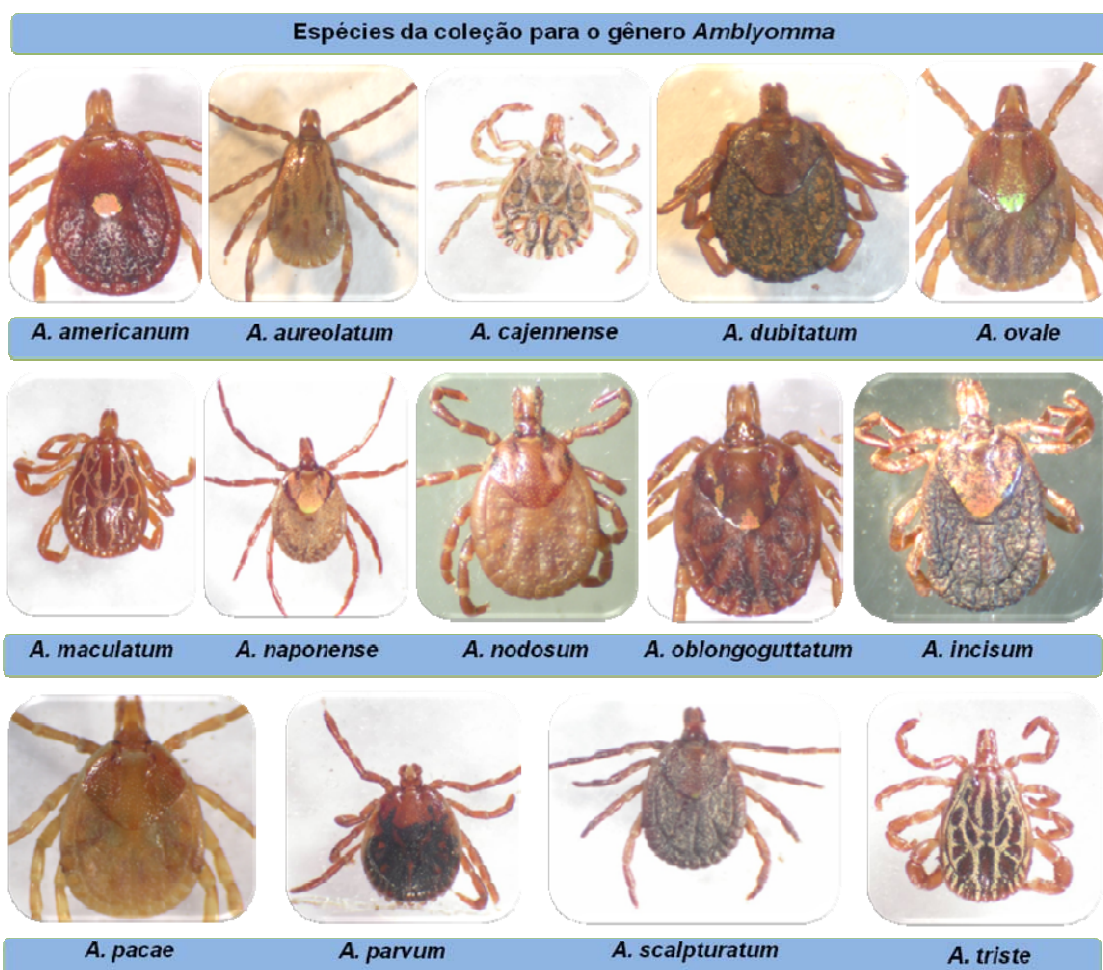 Espécies da coleção para o gênero Amblyomma
A. americanum A. aureolatum A. cajennense A. dubitatum A. ovale
A. maculatum A. naponense A. nodosum A. oblongoguttatum A. incisum
A. pacae A. parvum A. scalpturatum A. triste